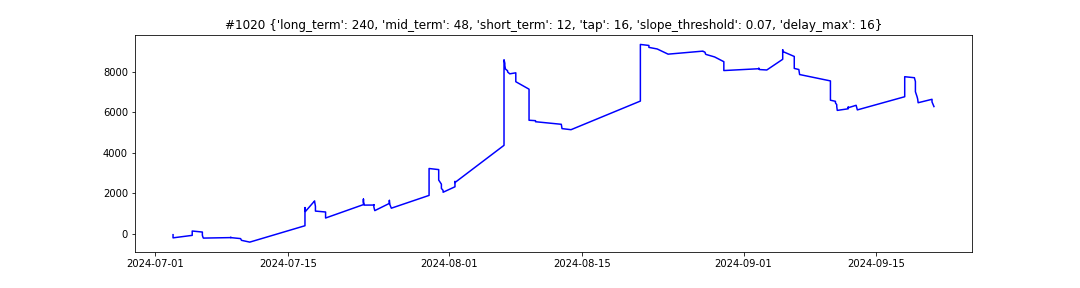 #1020 {'long_term': 240, 'mid_term': 48, 'short_term': 12, 'tap': 16, 'slope_threshold': 0.07, 'delay_max': 16}
8000
6000
4000
2000
0
2024-07-01 2024-07-15 2024-08-01 2024-08-15 2024-09-01 2024-09-15